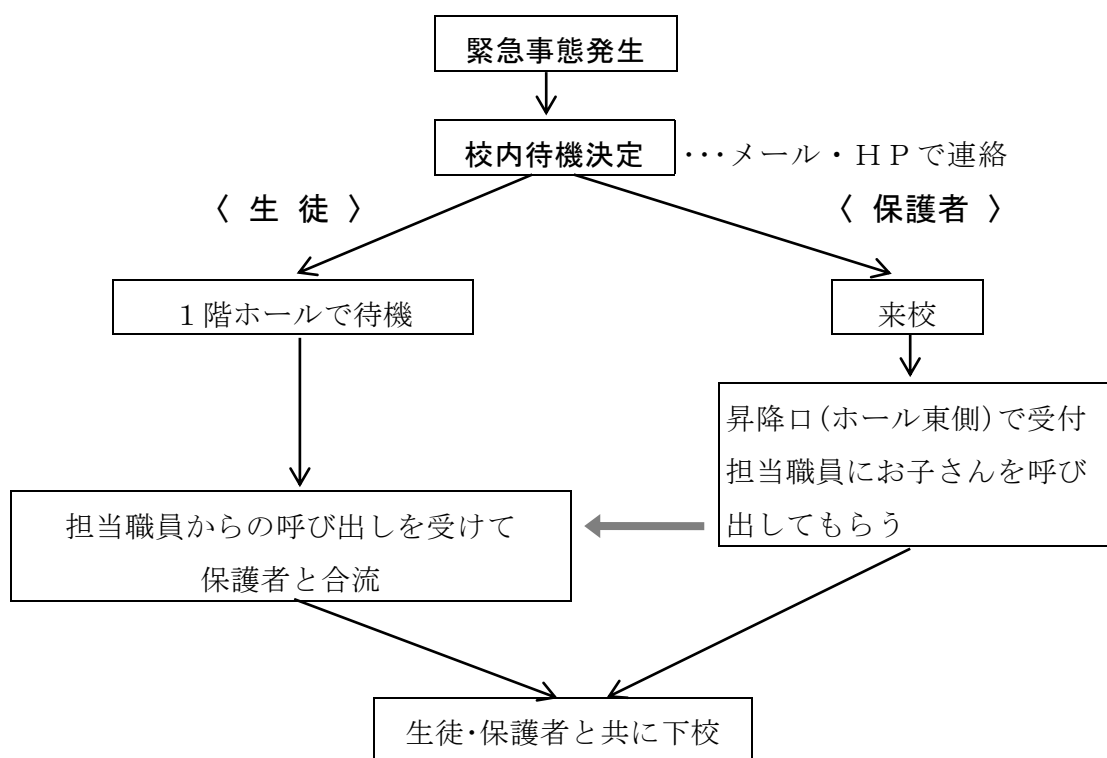 緊急事態発生
校内待機決定 ･･･メール・ＨＰで連絡
〈 生 徒 〉
〈 保護者 〉
１階ホールで待機
来校
昇降口(ホール東側)で受付
担当職員にお子さんを呼び
出してもらう
担当職員からの呼び出しを受けて
保護者と合流
生徒･保護者と共に下校